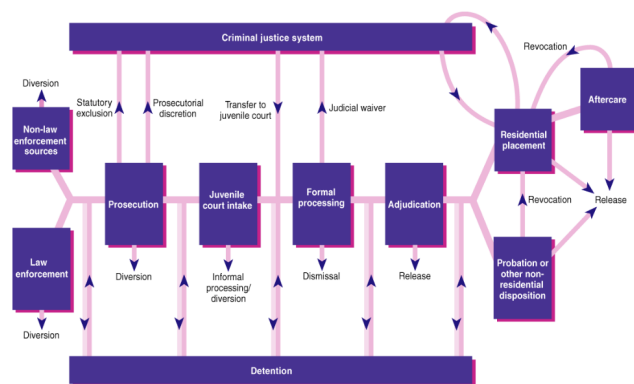 Criminal justice system
Revocation
Diversion
Statutory
exclusion
Prosecutorial
discretion
Transfer to
juvenile court
Judicial waiver
Aftercare
Non-law
enforcement
sources
Residential
placement
Prosecution
Juvenile
court intake
Formal
processing
Adjudication
Revocation
Release
Law
enforcement
Diversion
Informal
processing/
diversion
Dismissal
Release
Probation or
other non-
residential
disposition
Diversion
Detention